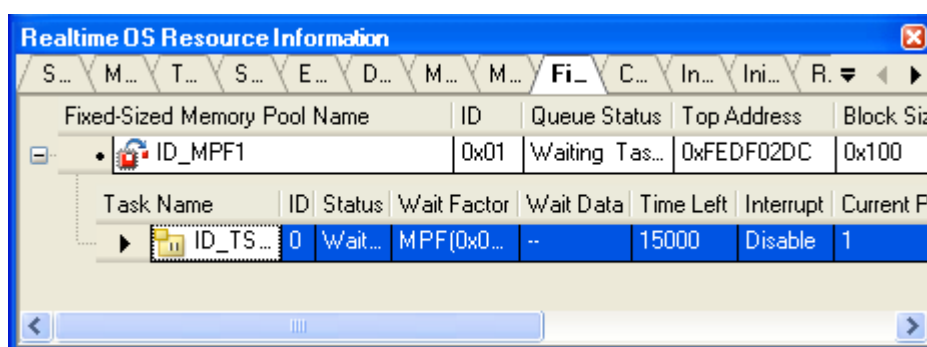 Realtime OS Resource Information
S... M... T... S... E... D... M... M... Fi... C... In... Ini... R.
Fixed-Sized Memory Pool Name ID Queue Status Top Address Block Siz
ID_MPF1 0x01 Waiting Tas... 0xFEDF02DC 0x100
Task Name ID Status Wait Factor Wait Data Time Left Interrupt Current P
ID_TS... 0 Wait... MPF(0x0... -- 15000 Disable 1